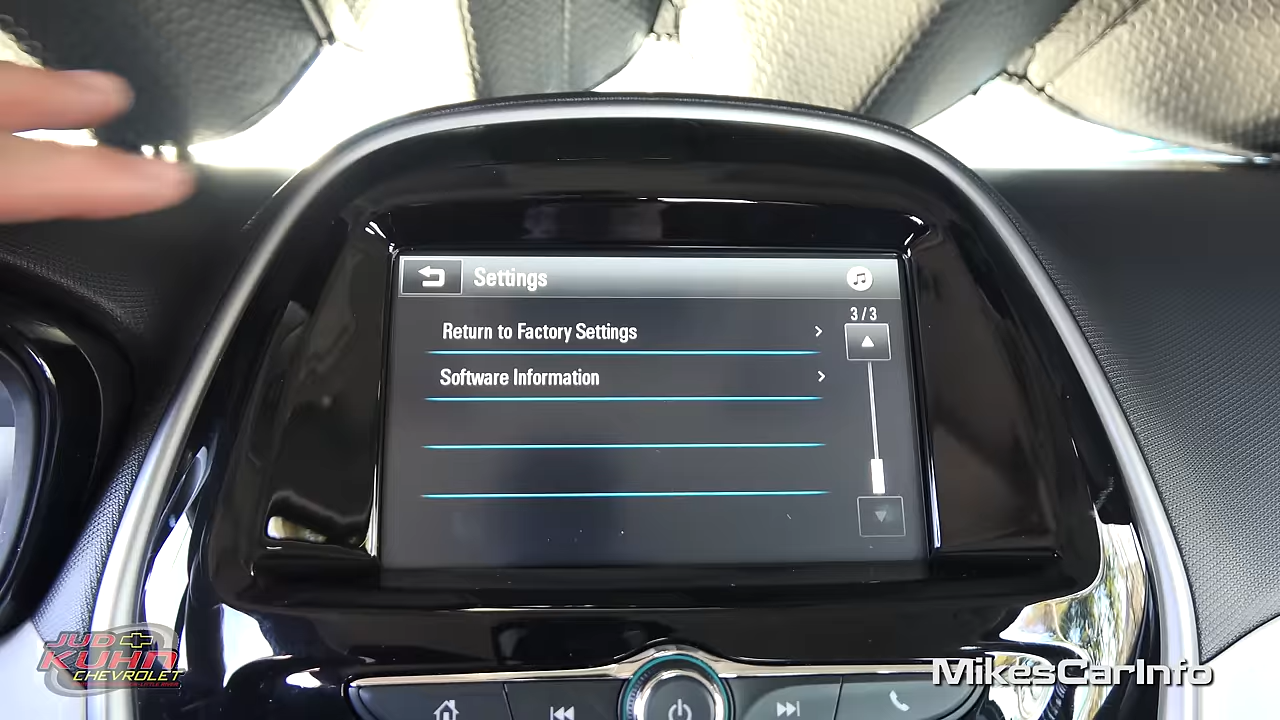 Settings
3/3
Return to Factory Settings
Software Information
JUD
KUHN
CHEVROLET
MikesCarInfo